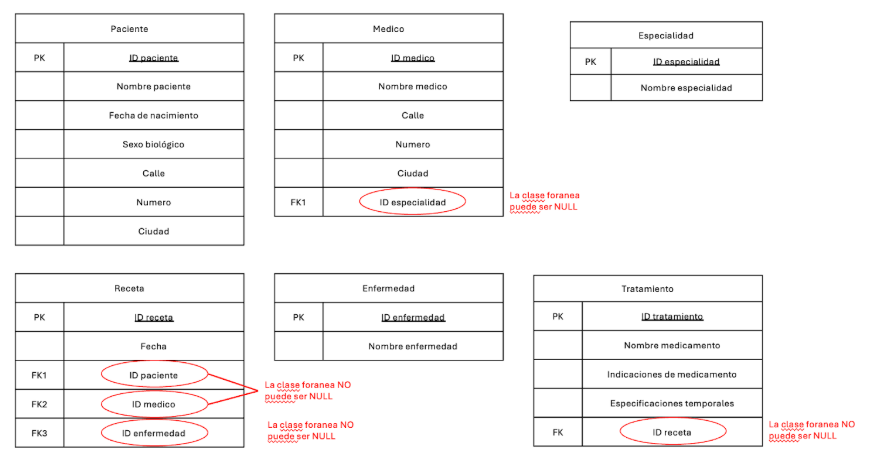 Paciente
PK ID paciente
Nombre paciente
Fecha de nacimiento
Sexo biológico
Calle
Numero
Ciudad
Medico
PK ID medico
Nombre medico
Calle
Numero
Ciudad
FK1 ID especialidad
La clase foranea
puede ser NULL
Especialidad
PK ID especialidad
Nombre especialidad
Receta
PK ID receta
Fecha
FK1 ID paciente
FK2 ID medico
FK3 ID enfermedad
La clase foranea NO
puede ser NULL
La clase foranea NO
puede ser NULL
Enfermedad
PK ID enfermedad
Nombre enfermedad
Tratamiento
PK ID tratamiento
Nombre medicamento
Indicaciones de medicamento
Especificaciones temporales
FK ID receta
La clase foranea NO
puede ser NULL